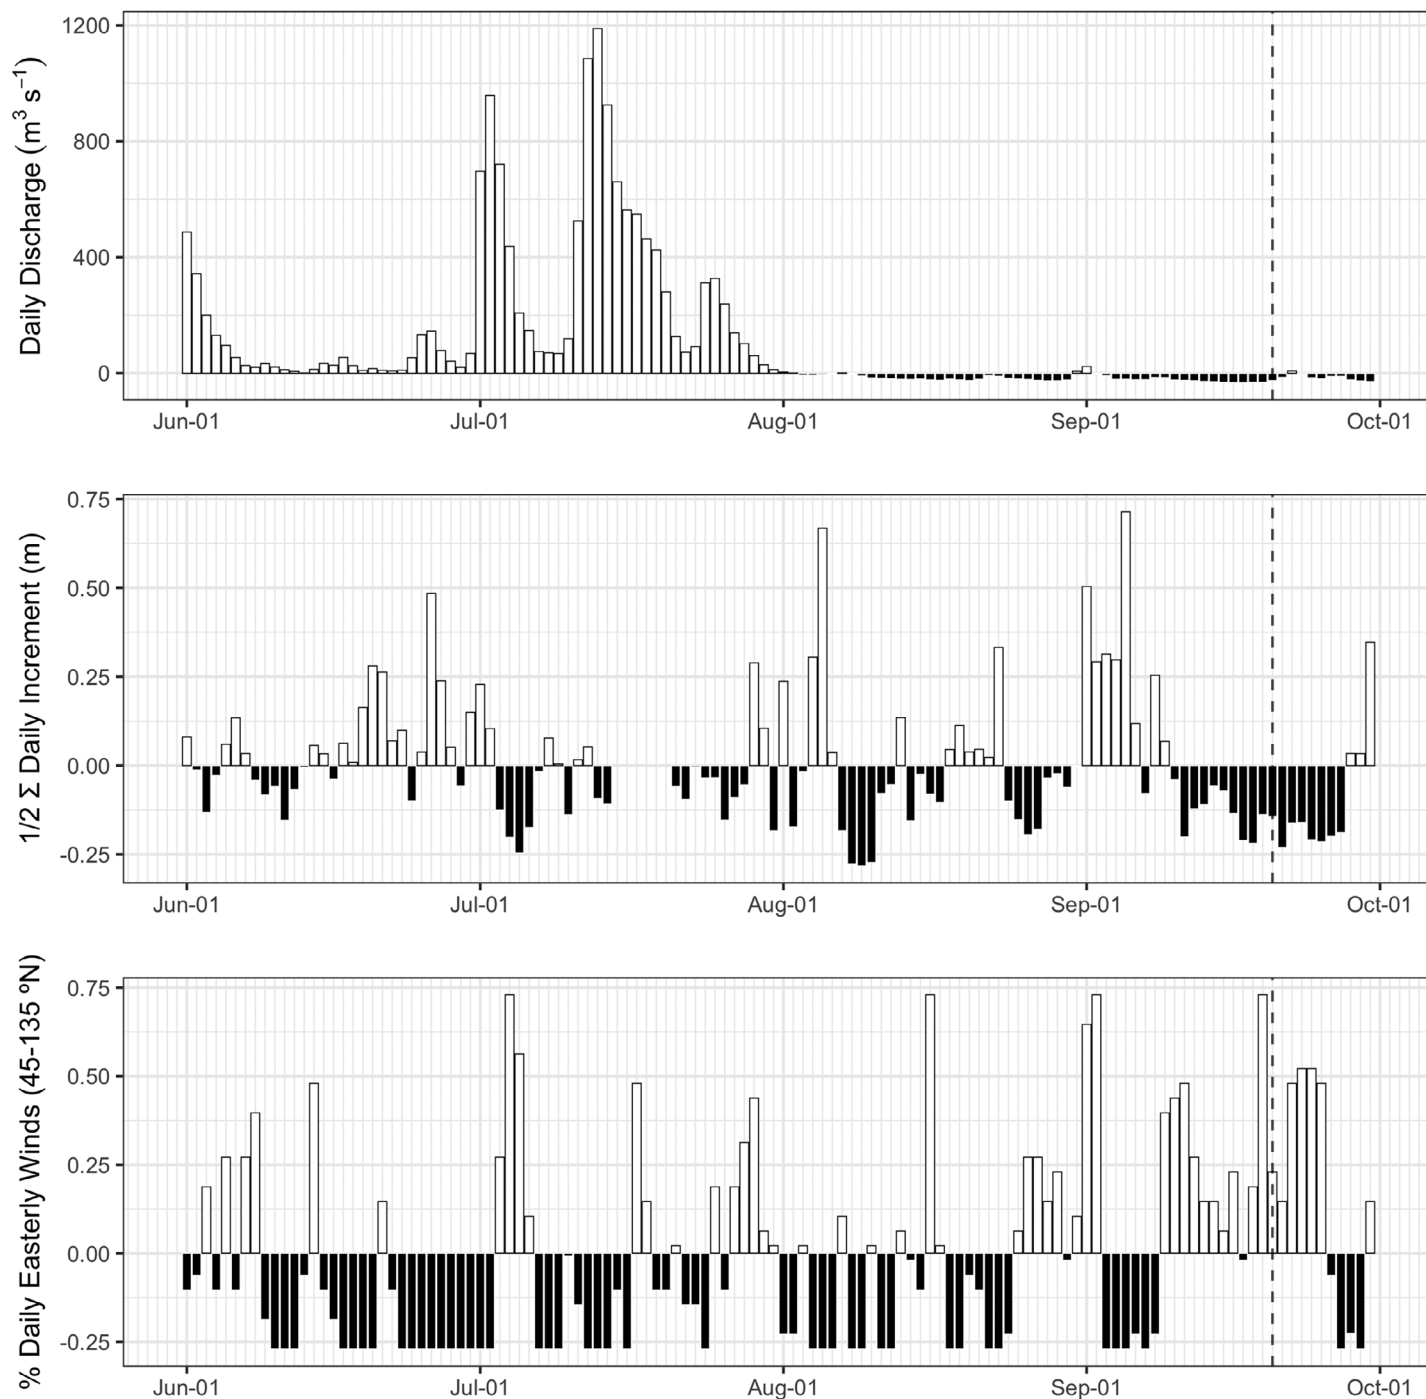 Daily Discharge (m³ s⁻¹)
1200
800
400
0
Jun-01 Jul-01 Aug-01 Sep-01 Oct-01
1/2 Σ Daily Increment (m)
0.75
0.50
0.25
0.00
-0.25
Jun-01 Jul-01 Aug-01 Sep-01 Oct-01
% Daily Easterly Winds (45-135 ºN)
0.75
0.50
0.25
0.00
-0.25
Jun-01 Jul-01 Aug-01 Sep-01 Oct-01